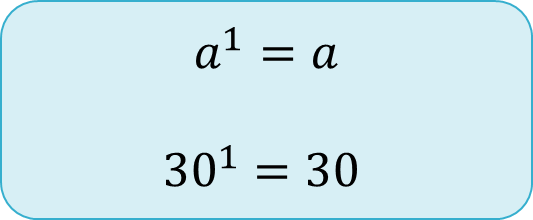 a¹ = a
30¹ = 30